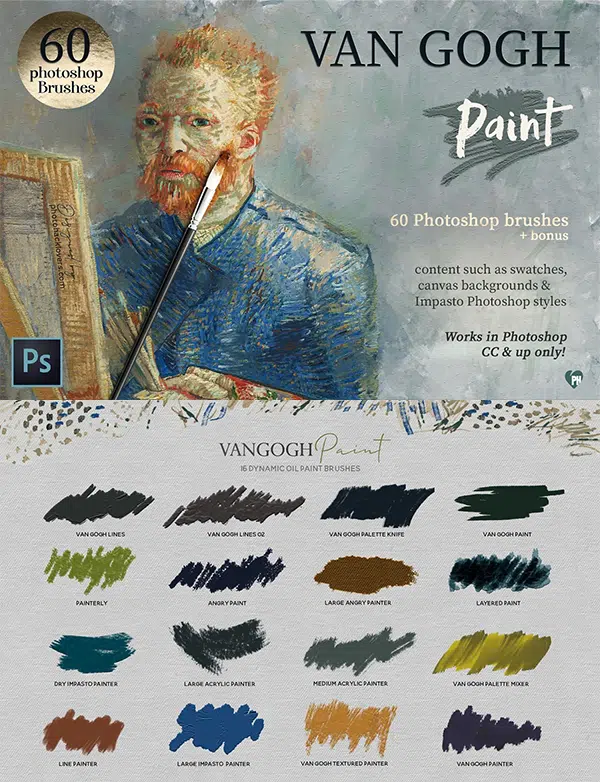 60
photoshop
Brushes
VAN GOGH
Paint
60 Photoshop brushes
+ bonus
content such as swatches,
canvas backgrounds &
Impasto Photoshop styles
Works in Photoshop
CC & up only!
Ps
VANGOGH Paint
16 DYNAMIC OIL PAINT BRUSHES
VAN GOGH LINES
VAN GOGH LINES 02
VAN GOGH PALETTE KNIFE
VAN GOGH PAINT
PAINTERLY
ANGRY PAINT
LARGE ANGRY PAINTER
LAYERED PAINT
DRY IMPASTO PAINTER
LARGE ACRYLIC PAINTER
MEDIUM ACRYLIC PAINTER
VAN GOGH PALETTE MIXER
LINE PAINTER
LARGE IMPASTO PAINTER
VAN GOGH TEXTURED PAINTER
VAN GOGH PAINTER